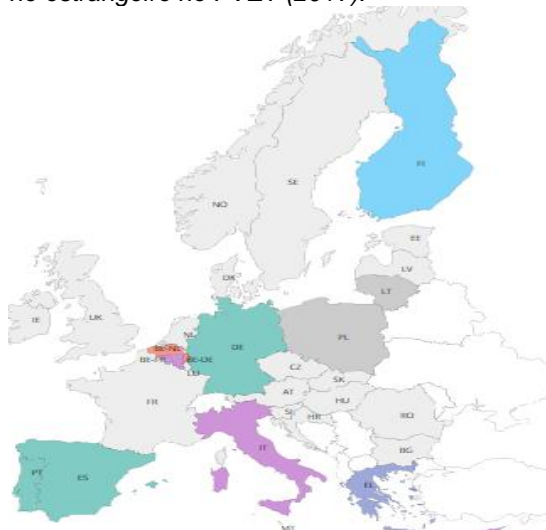 no estrangeiro no PVET (2017).
FI
NO
SE
EE
LV
DK
LT
IE
UK
NL
DE
PL
BE-NL
BE-FR
BE-DE
LU
CZ
SK
FR
AT
HU
SI
HR
RO
PT
ES
IT
BG
EL
MT